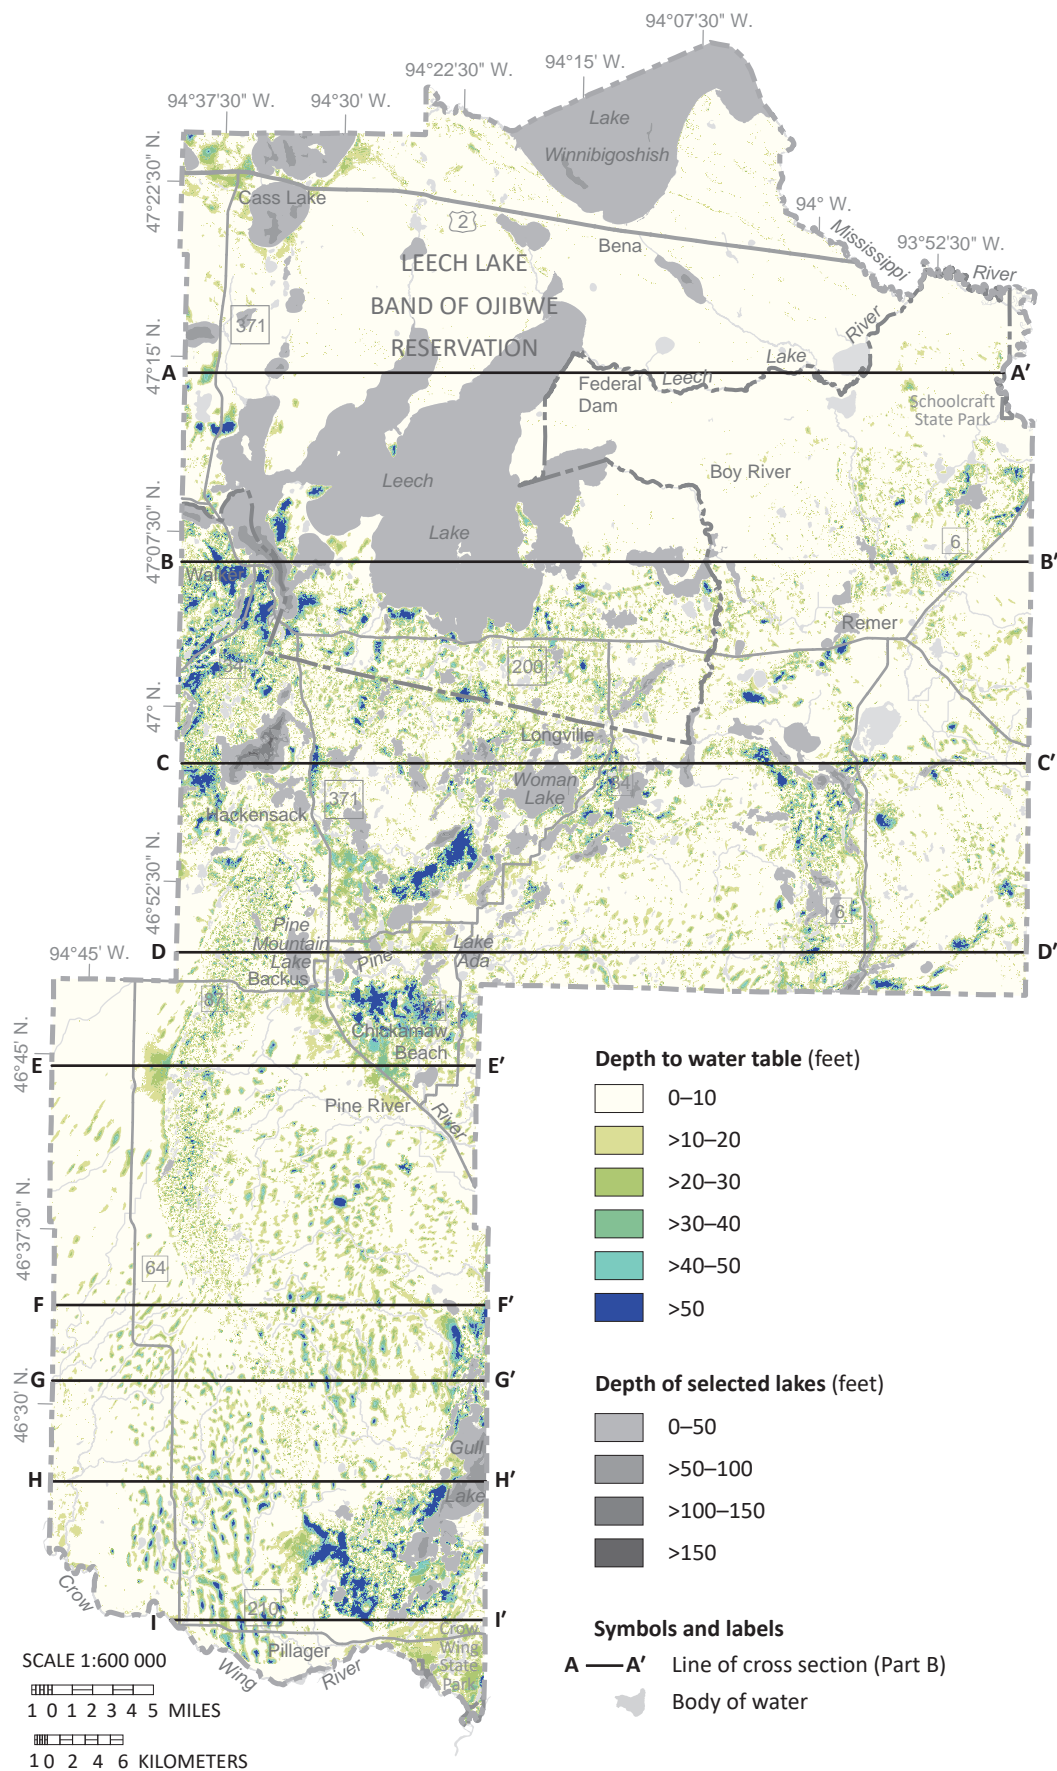 94°07'30" W.
94°15' W.
94°22'30" W.
94°37'30" W.
94°30' W.
47°22'30" N.
Lake
Winnibigoshish
Cass Lake
2
94° W.
Bena
Mississippi
93°52'30" W.
River
LEECH LAKE
BAND OF OJIBWE
RESERVATION
371
47°15' N.
River
Lake
Leech
A
A'
Federal
Dam
Schoolcraft
State Park
Boy River
Leech
Lake
47°07'30" N.
6
B
B'
Walker
Remer
34
200
47° N.
Longville
C
C'
Woman
Lake
84
371
Hackensack
46°52'30" N.
6
Pine
Mountain
Lake
Lake
Ada
94°45' W.
D
D'
Pine
Backus
87
84
Chickamaw
Beach
46°45' N.
E
E'
Pine River
River
46°37'30" N.
64
F
F'
G
G'
46°30' N.
Gull
Lake
H
H'
Crow
210
I
I'
Pillager
Crow
Wing
State
Park
Wing
River
Depth to water table (feet)
0–10
>10–20
>20–30
>30–40
>40–50
>50
Depth of selected lakes (feet)
0–50
>50–100
>100–150
>150
Symbols and labels
A A' Line of cross section (Part B)
Body of water
SCALE 1:600 000
1 0 1 2 3 4 5 MILES
1 0 2 4 6 KILOMETERS